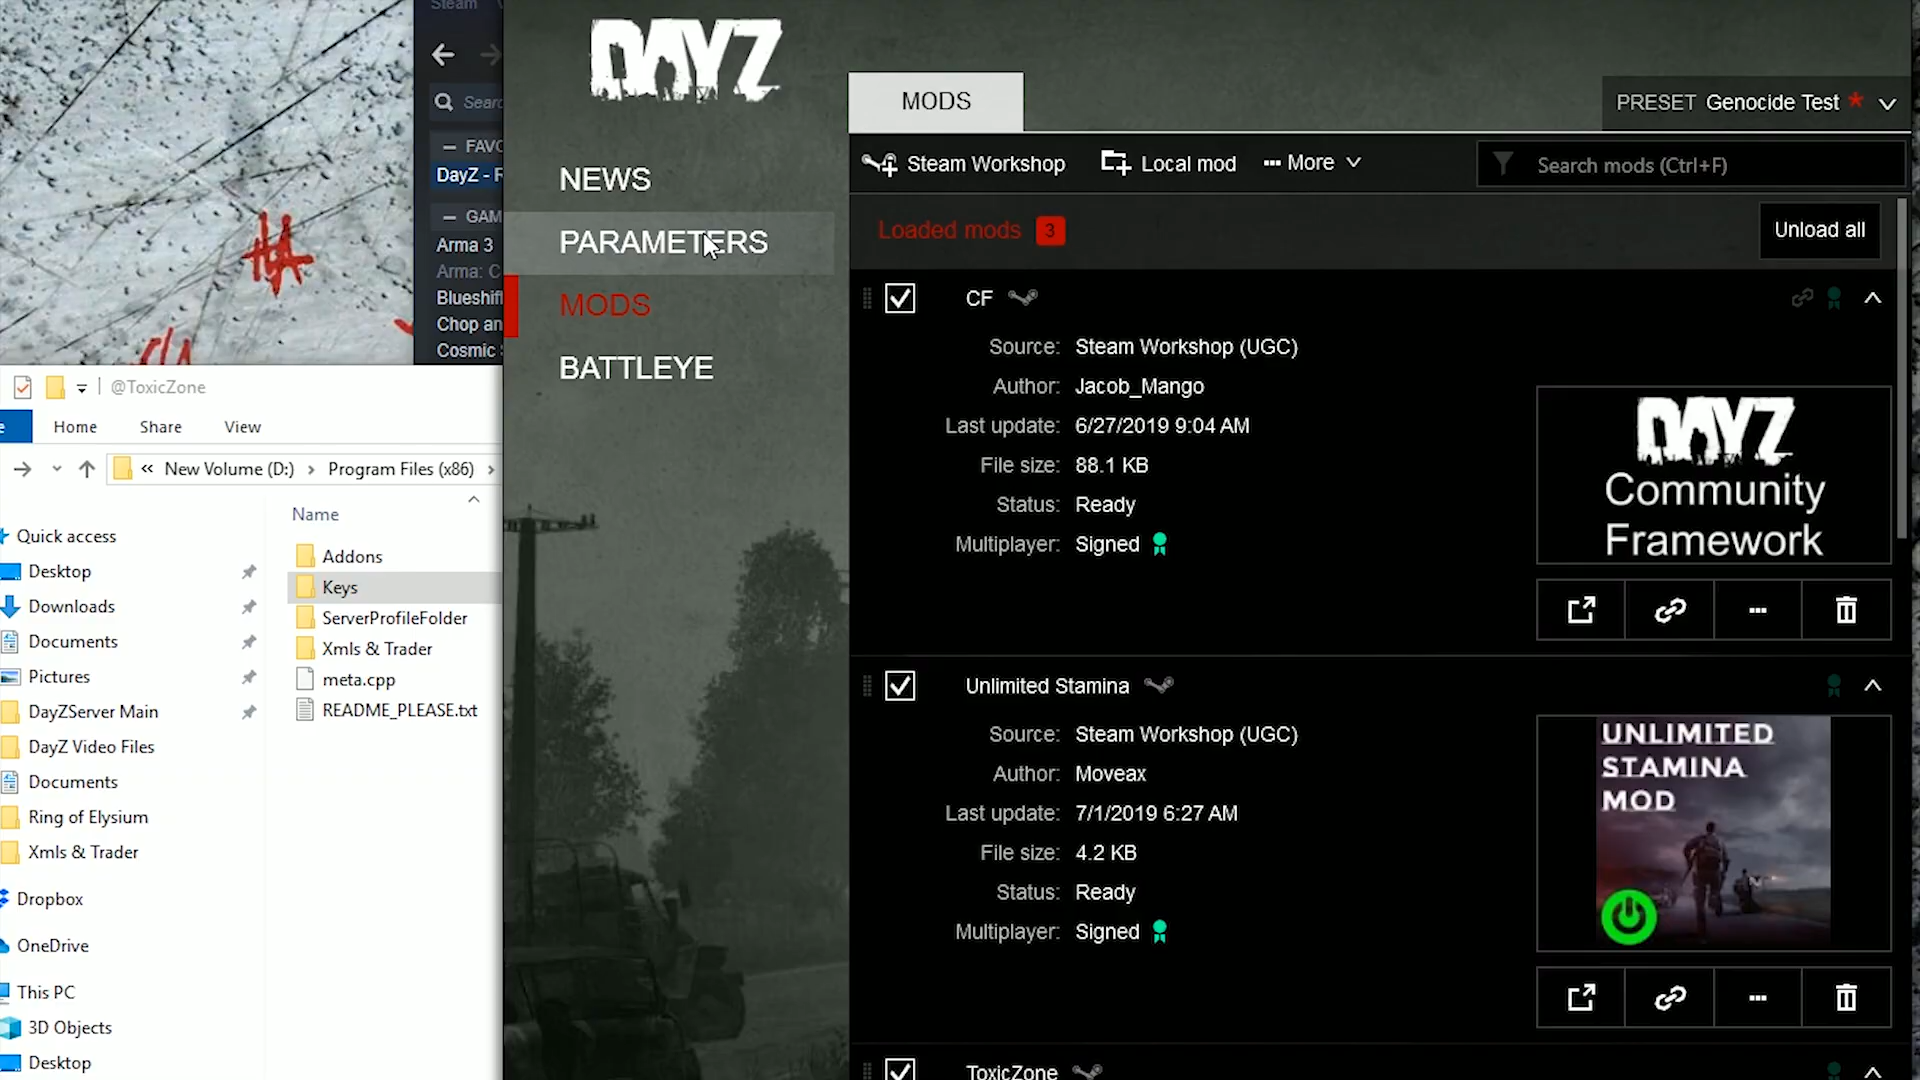 Steam
Sear
FAVO
DayZ - R
GAM
Arma 3
Arma: C
Blueshift
Chop an
Cosmic
@ToxicZone
Home
Share
View
« New Volume (D:) › Program Files (x86) ›
Quick access
Desktop
Downloads
Documents
Pictures
DayZServer Main
DayZ Video Files
Documents
Ring of Elysium
Xmls & Trader
Dropbox
OneDrive
This PC
3D Objects
Desktop
Name
Addons
Keys
ServerProfileFolder
Xmls & Trader
meta.cpp
README_PLEASE.txt
DAYZ
NEWS
PARAMETERS
MODS
BATTLEYE
MODS
PRESET Genocide Test *
Steam Workshop
Local mod
More
Search mods (Ctrl+F)
Loaded mods 3
Unload all
CF
Source: Steam Workshop (UGC)
Author: Jacob_Mango
Last update: 6/27/2019 9:04 AM
File size: 88.1 KB
Status: Ready
Multiplayer: Signed
DAYZ
Community
Framework
Unlimited Stamina
Source: Steam Workshop (UGC)
Author: Moveax
Last update: 7/1/2019 6:27 AM
File size: 4.2 KB
Status: Ready
Multiplayer: Signed
UNLIMITED
STAMINA
MOD
ToxicZone